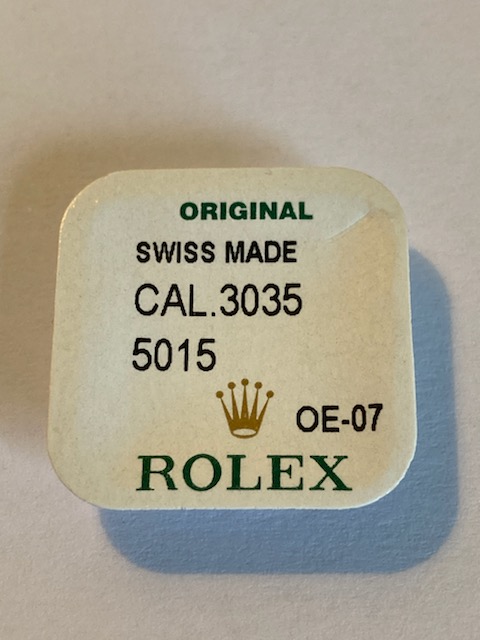 ORIGINAL
SWISS MADE
CAL.3035
5015
OE-07
ROLEX